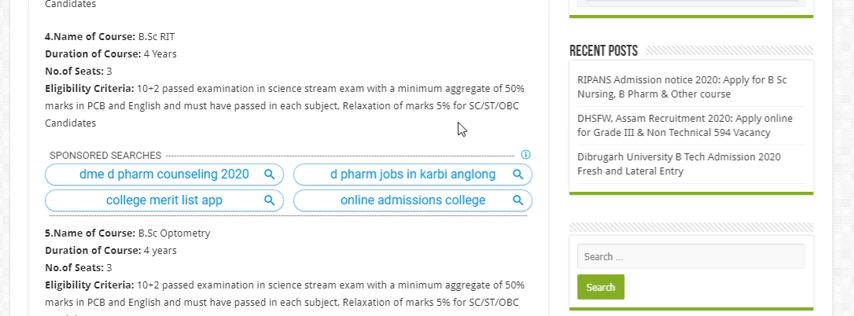 Candidates
4.Name of Course: B.Sc RIT
Duration of Course: 4 Years
No.of Seats: 3
Eligibility Criteria: 10+2 passed examination in science stream exam with a minimum aggregate of 50%
marks in PCB and English and must have passed in each subject, Relaxation of marks 5% for SC/ST/OBC
Candidates
SPONSORED SEARCHES
dme d pharm counseling 2020
d pharm jobs in karbi anglong
college merit list app
online admissions college
5.Name of Course: B.Sc Optometry
Duration of Course: 4 years
No.of Seats: 3
Eligibility Criteria: 10+2 passed examination in science stream exam with a minimum aggregate of 50%
marks in PCB and English and must have passed in each subject, Relaxation of marks 5% for SC/ST/OBC
RECENT POSTS
RIPANS Admission notice 2020: Apply for B Sc
Nursing, B Pharm & Other course
DHSFW, Assam Recruitment 2020: Apply online
for Grade III & Non Technical 594 Vacancy
Dibrugarh University B Tech Admission 2020
Fresh and Lateral Entry
Search ...
Search